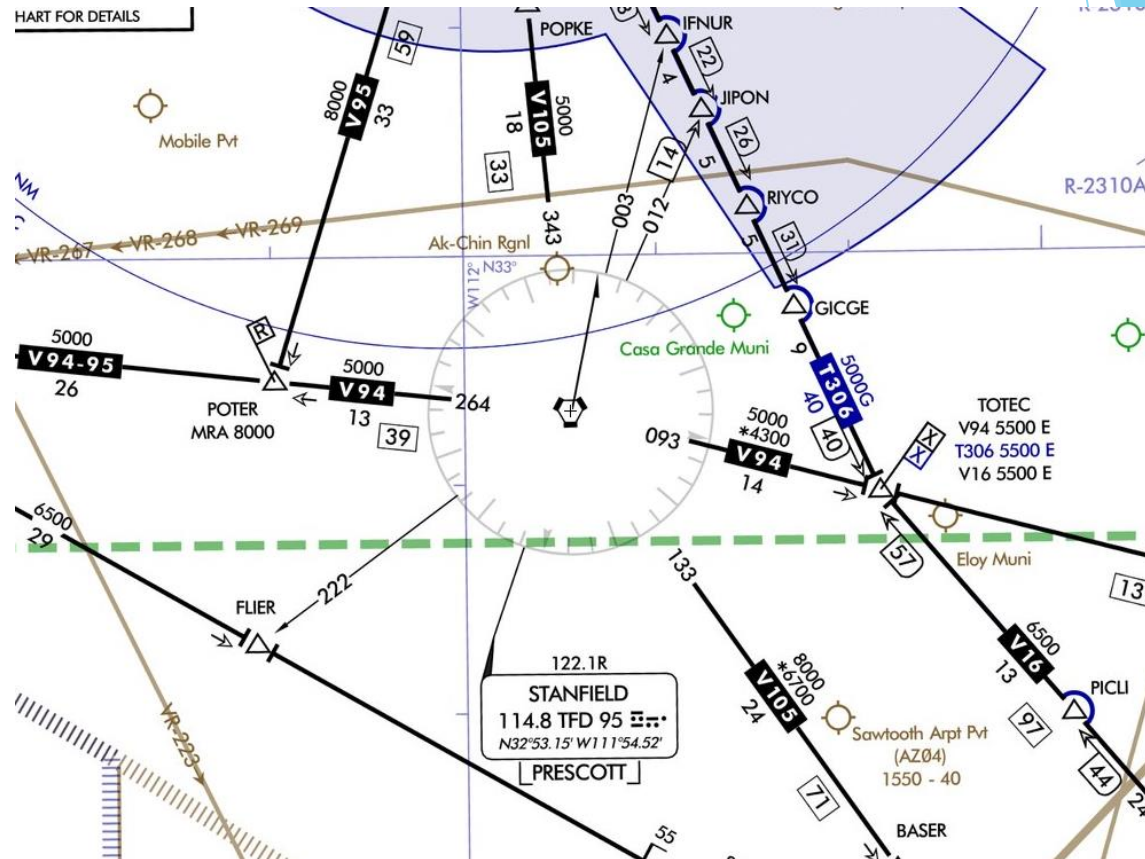 HART FOR DETAILS
R-2310
IFNUR
POPKE
59
22
4
8000
V95
33
5000
V105
18
JIPON
Mobile Pvt
14
26
5
33
R-2310A
NM
C
003
012
RIYCO
VR-267
VR-268
VR-269
343
Ak-Chin Rgnl
5
31
W112°
N33°
GICGE
Casa Grande Muni
9
5000
V94-95
26
R
5000
V94
13
264
39
POTER
MRA 8000
5000G
T306
40
40
TOTEC
V94 5500 E
T306 5500 E
V16 5500 E
X
X
093
5000
*4300
V94
14
6500
29
57
Eloy Muni
13
222
133
FLIER
122.1R
STANFIELD
114.8 TFD 95
N32°53.15' W111°54.52'
PRESCOTT
8000
*6700
V105
24
6500
V16
13
PICLI
VR-223
Sawtooth Arpt Pvt
(AZ04)
1550 - 40
97
44
24
71
55
BASER